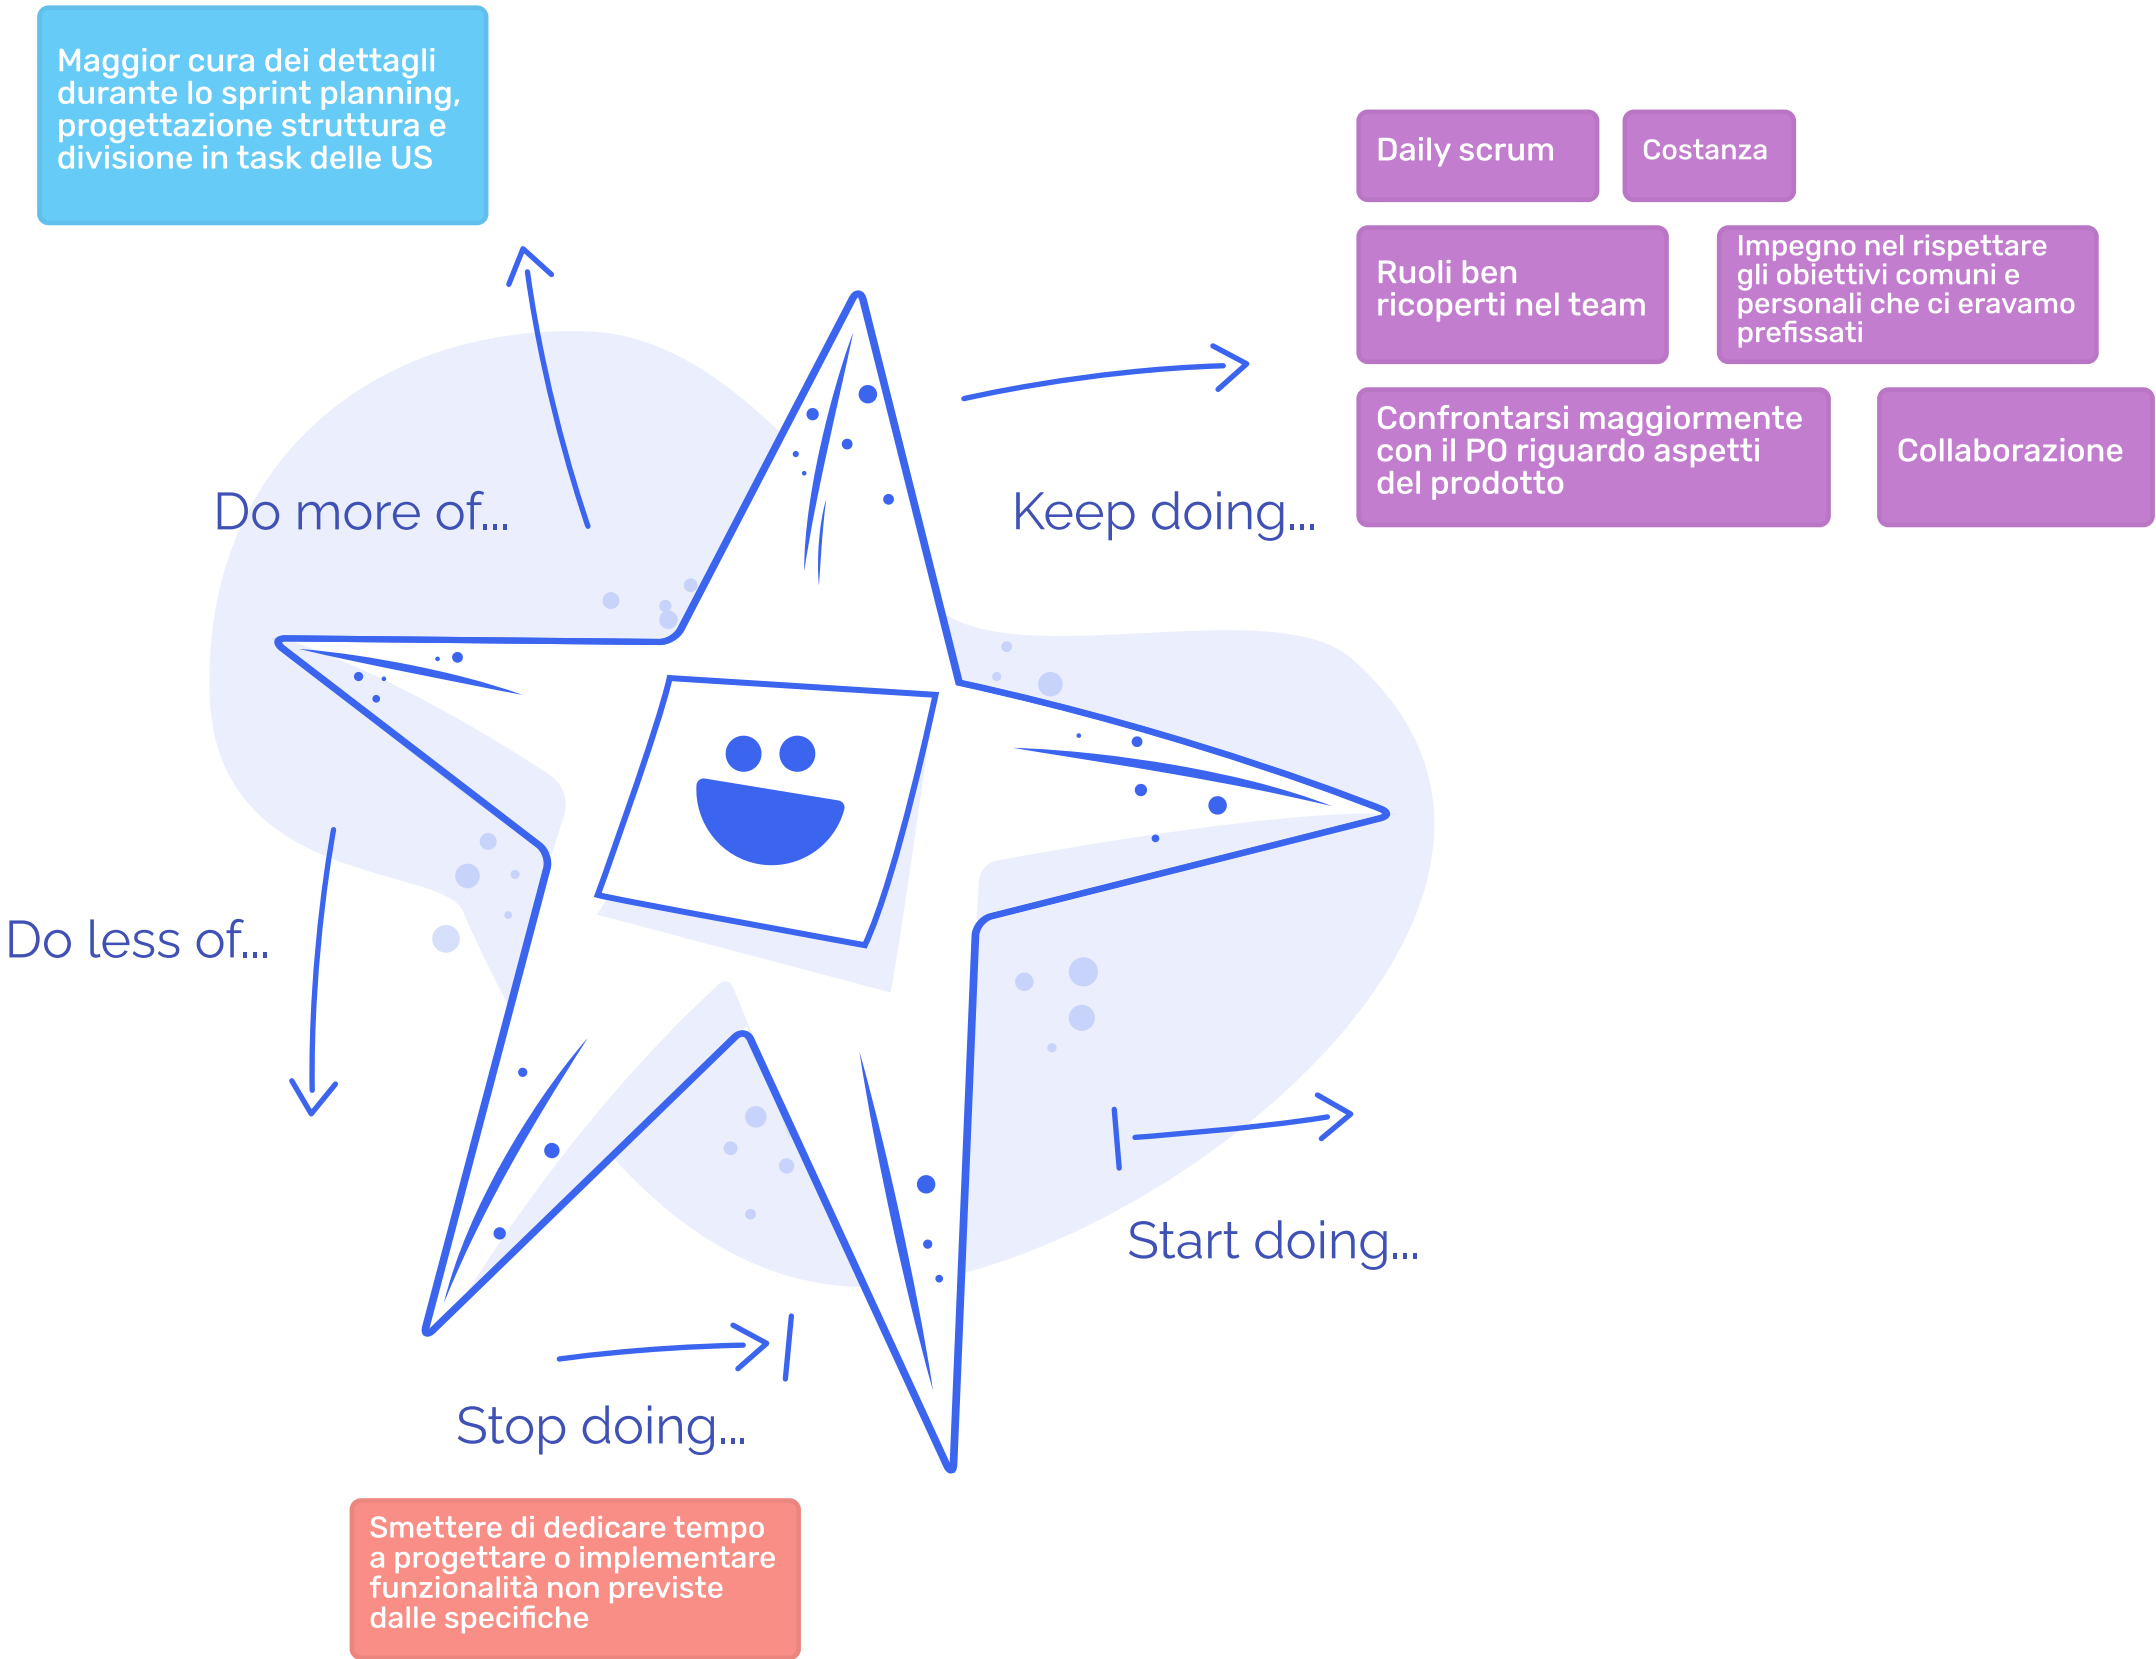 Maggior cura dei dettagli
durante lo sprint planning,
progettazione struttura e
divisione in task delle US
Do more of...
Daily scrum
Costanza
Ruoli ben
ricoperti nel team
Impegno nel rispettare
gli obiettivi comuni e
personali che ci eravamo
prefissati
Confrontarsi maggiormente
con il PO riguardo aspetti
del prodotto
Collaborazione
Keep doing...
Do less of...
Start doing...
Stop doing...
Smettere di dedicare tempo
a progettare o implementare
funzionalità non previste
dalle specifiche